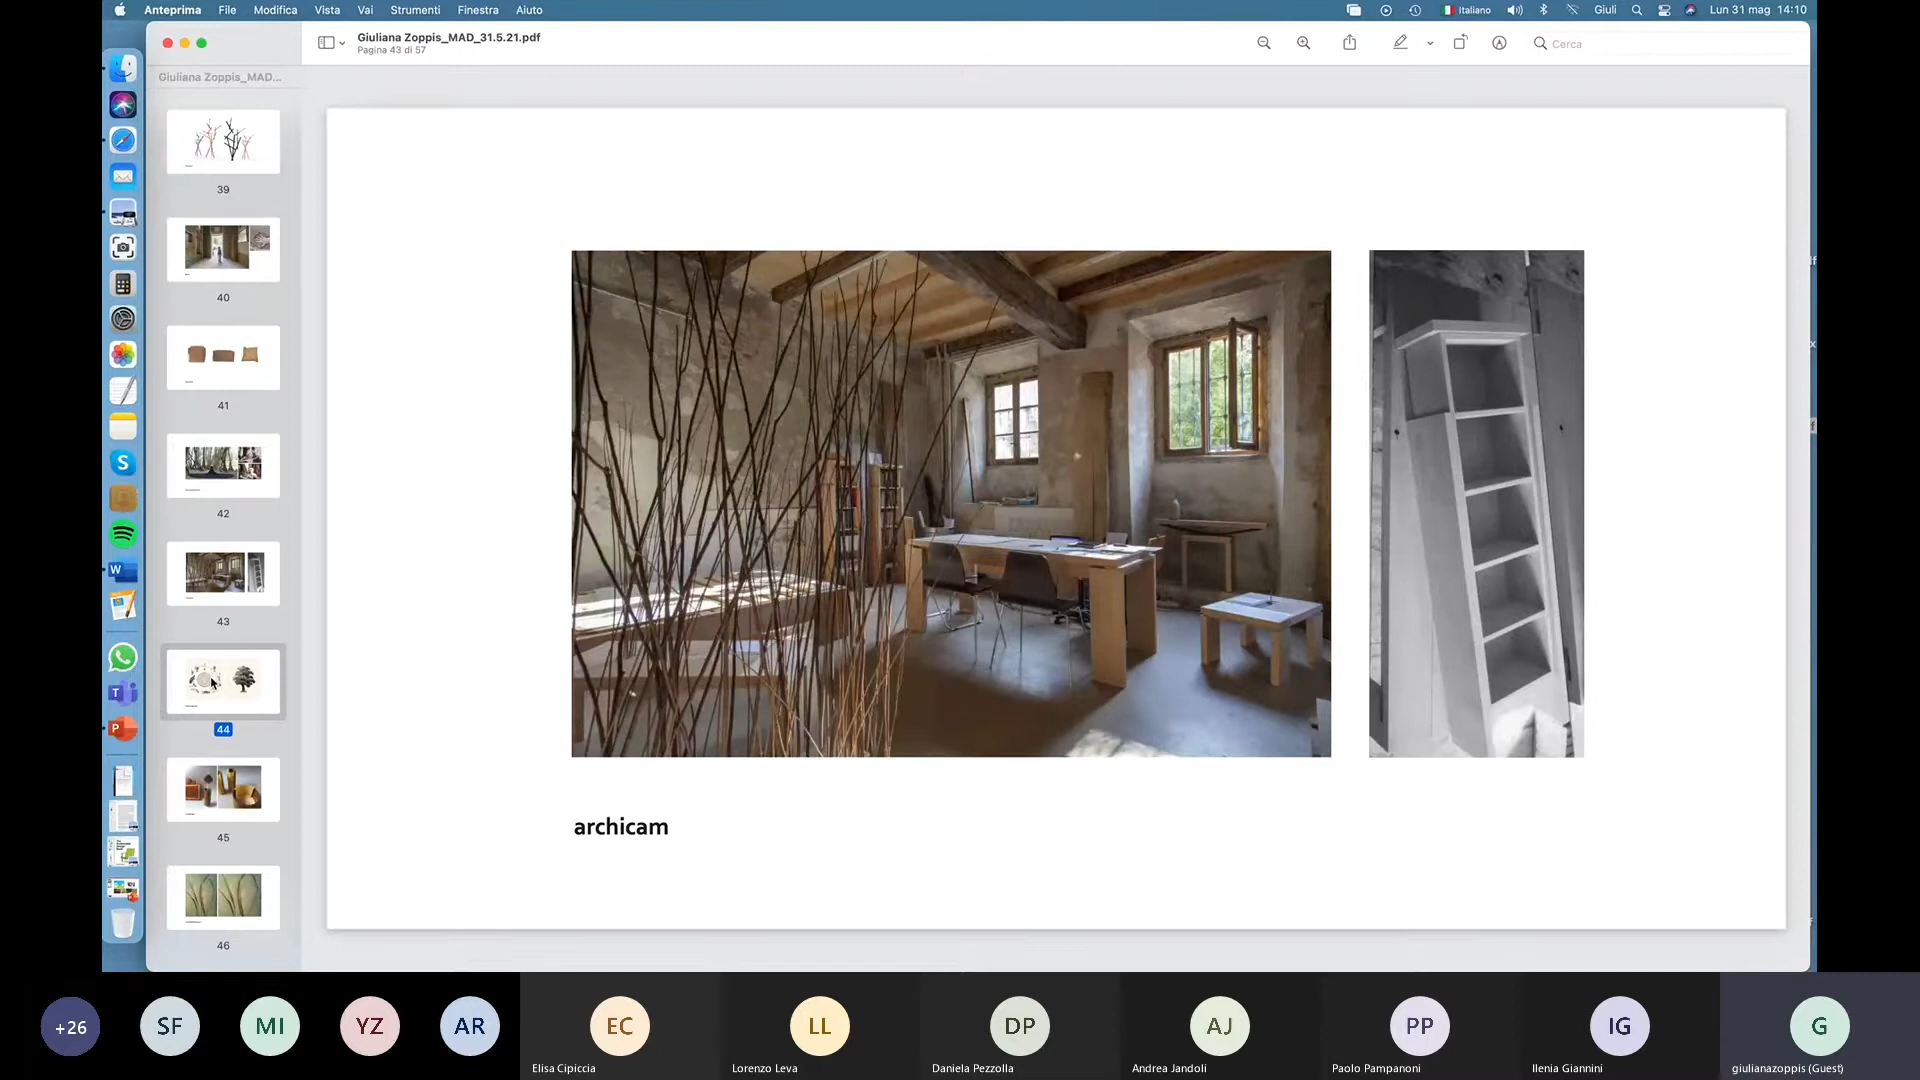 Anteprima File Modifica Vista Vai Strumenti Finestra Aiuto
Italiano Giuli Lun 31 mag 14:10
Giuliana Zoppis_MAD_31.5.21.pdf
Pagina 43 di 57
Cerca
Giuliana Zoppis_MAD...
39
40
41
42
43
44
45
46
archicam
+26
SF
MI
YZ
AR
EC
LL
DP
AJ
PP
IG
G
Elisa Cipiccia
Lorenzo Leva
Daniela Pezzolla
Andrea Jandoli
Paolo Pampanoni
Ilenia Giannini
giulianazoppis (Guest)